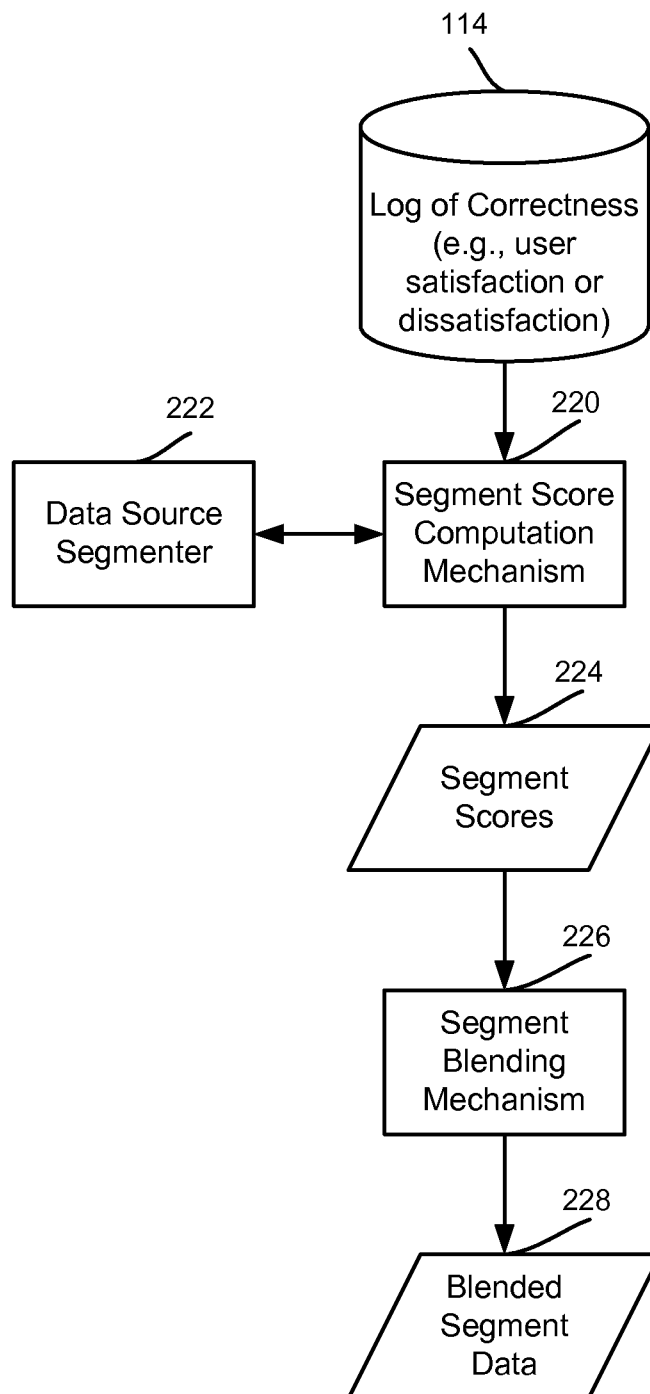 114
Log of Correctness
(e.g., user
satisfaction or
dissatisfaction)
222
220
Data Source
Segmenter
Segment Score
Computation
Mechanism
224
Segment
Scores
226
Segment
Blending
Mechanism
228
Blended
Segment
Data